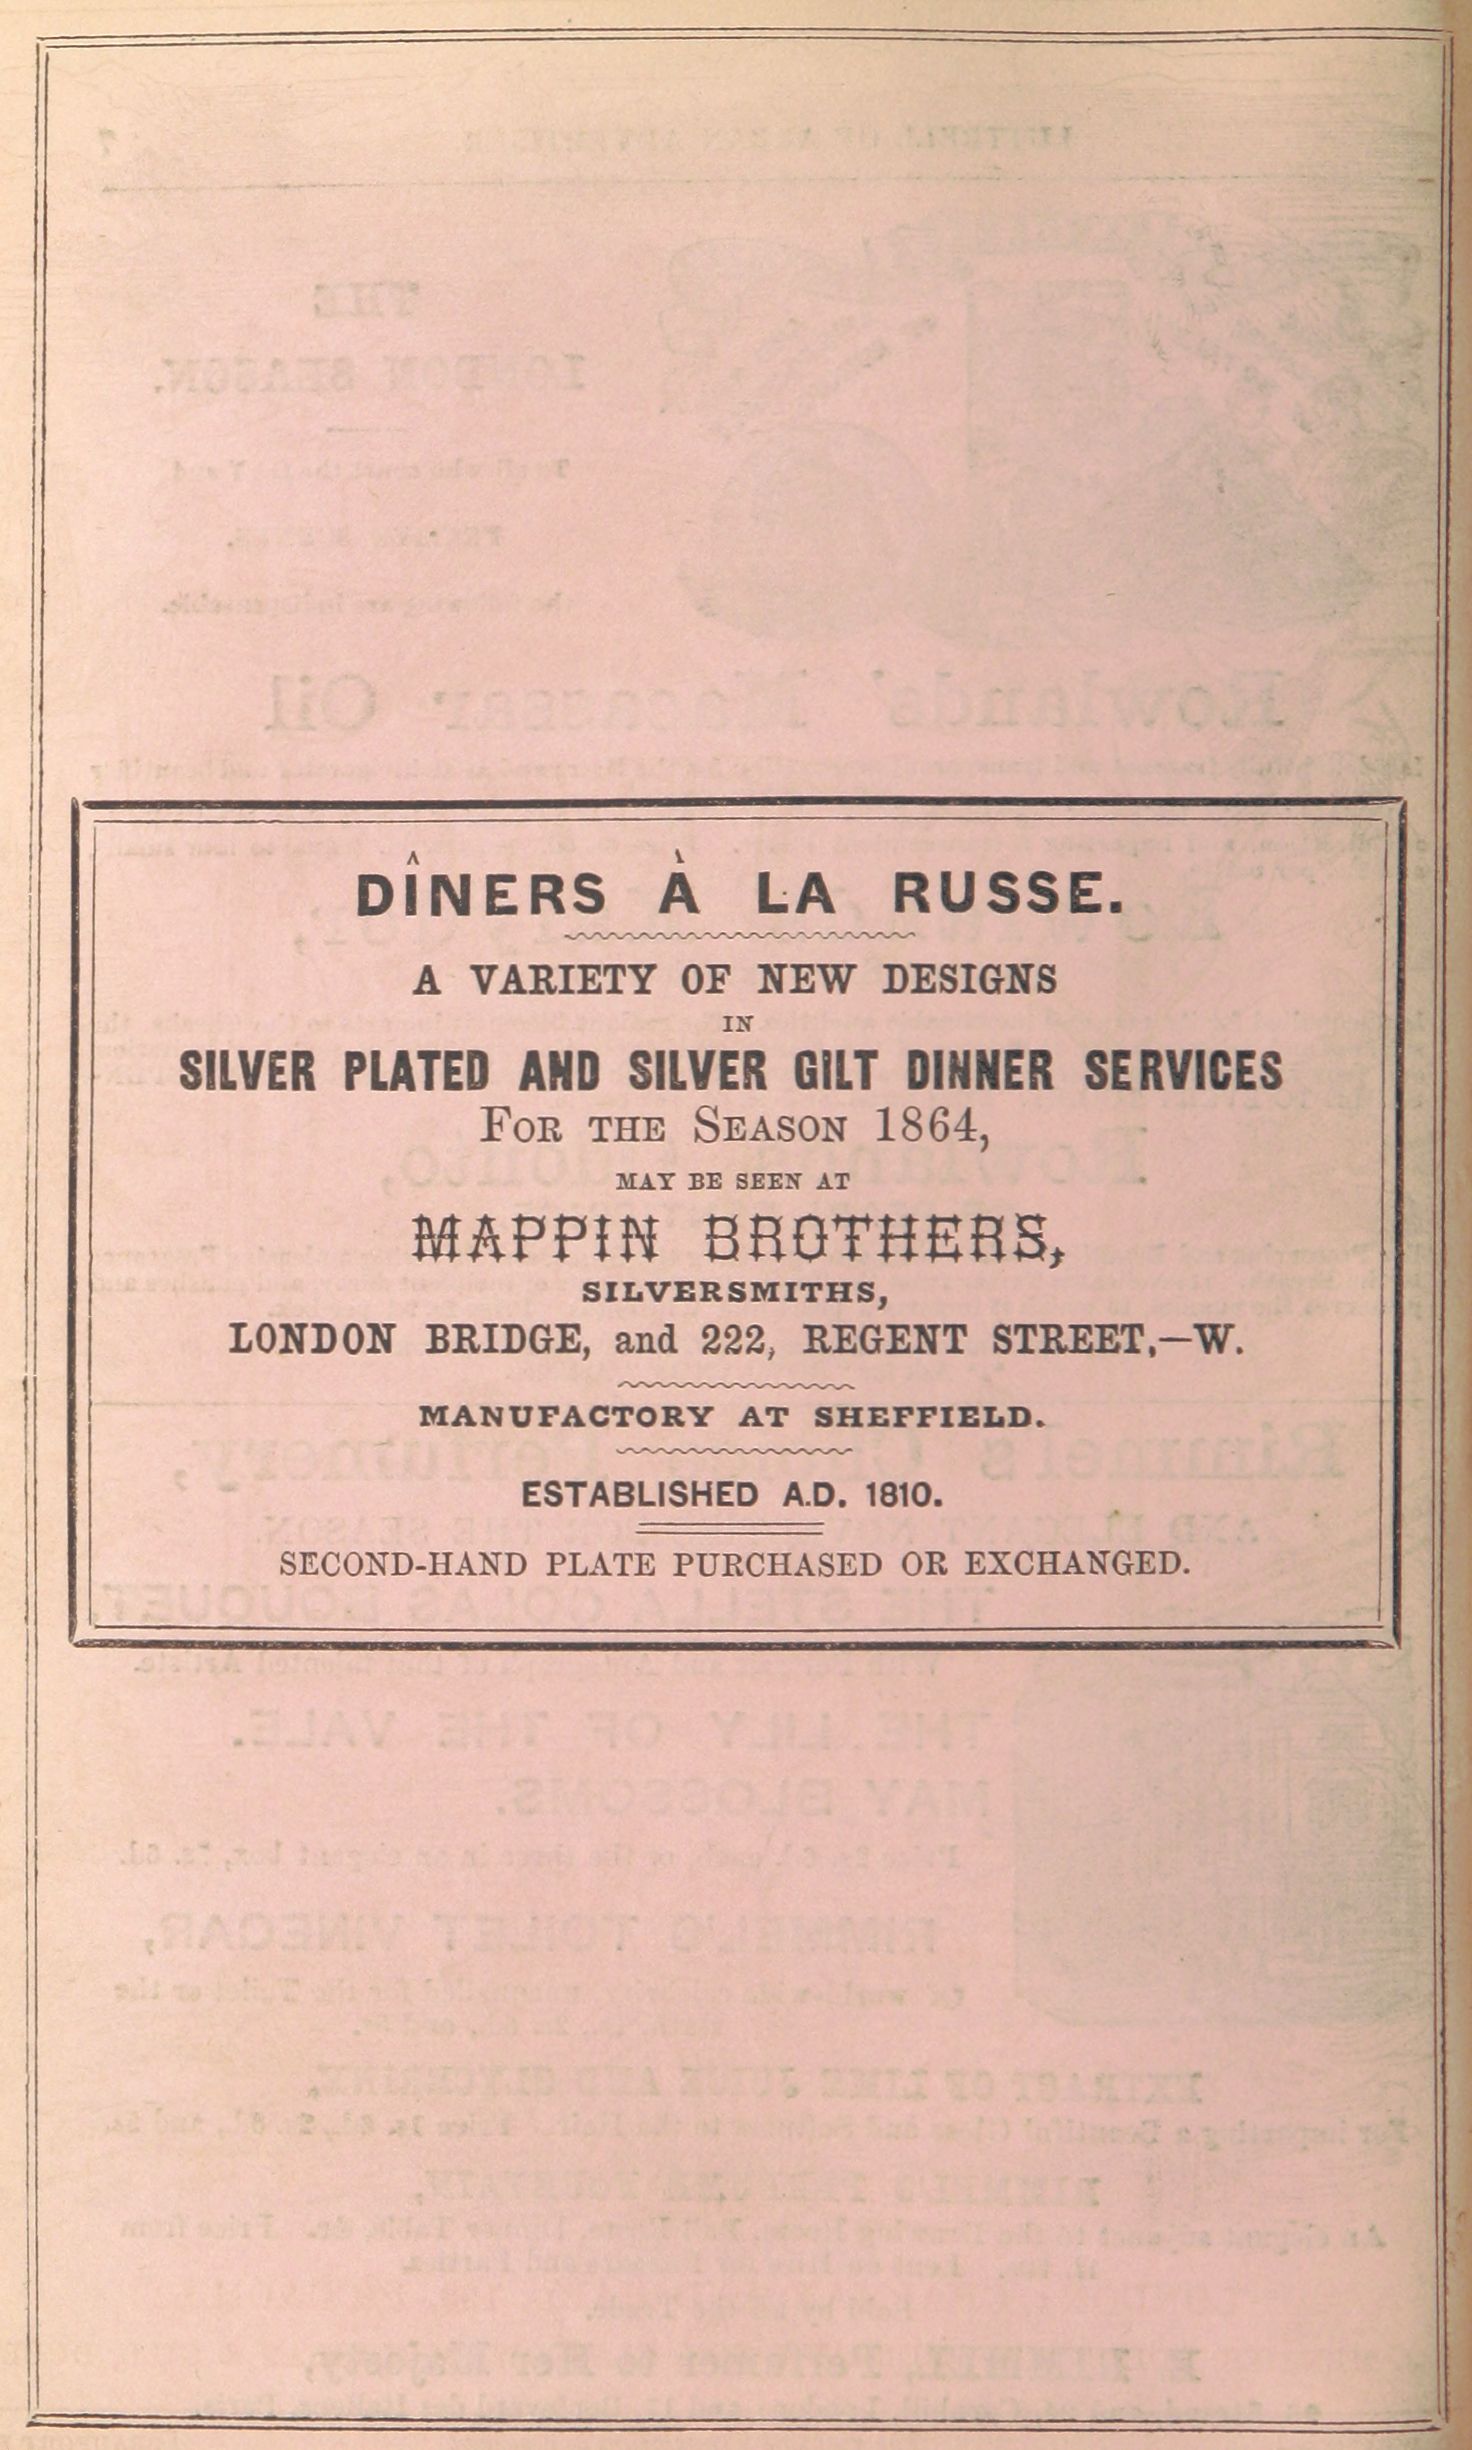 DÎNERS À LA RUSSE.
A VARIETY OF NEW DESIGNS
IN
SILVER PLATED AND SILVER GILT DINNER SERVICES
FOR THE SEASON 1864,
MAY BE SEEN AT
MAPPIN BROTHERS,
SILVERSMITHS,
LONDON BRIDGE, and 222, REGENT STREET,—W.
MANUFACTORY AT SHEFFIELD.
ESTABLISHED A.D. 1810.
SECOND-HAND PLATE PURCHASED OR EXCHANGED.